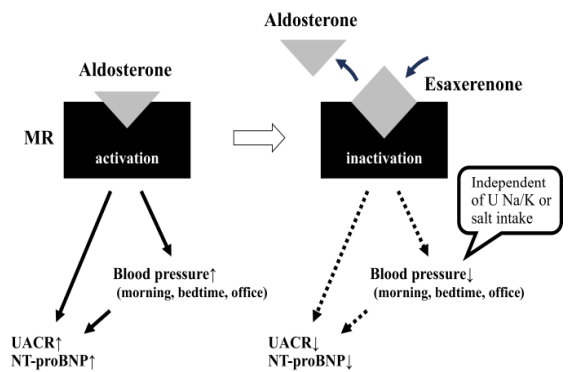 Aldosterone
MR
activation
Blood pressure↑
(morning, bedtime, office)
UACR↑
NT-proBNP↑
Aldosterone
Esaxerenone
inactivation
Independent
of U Na/K or
salt intake
Blood pressure↓
(morning, bedtime, office)
UACR↓
NT-proBNP↓